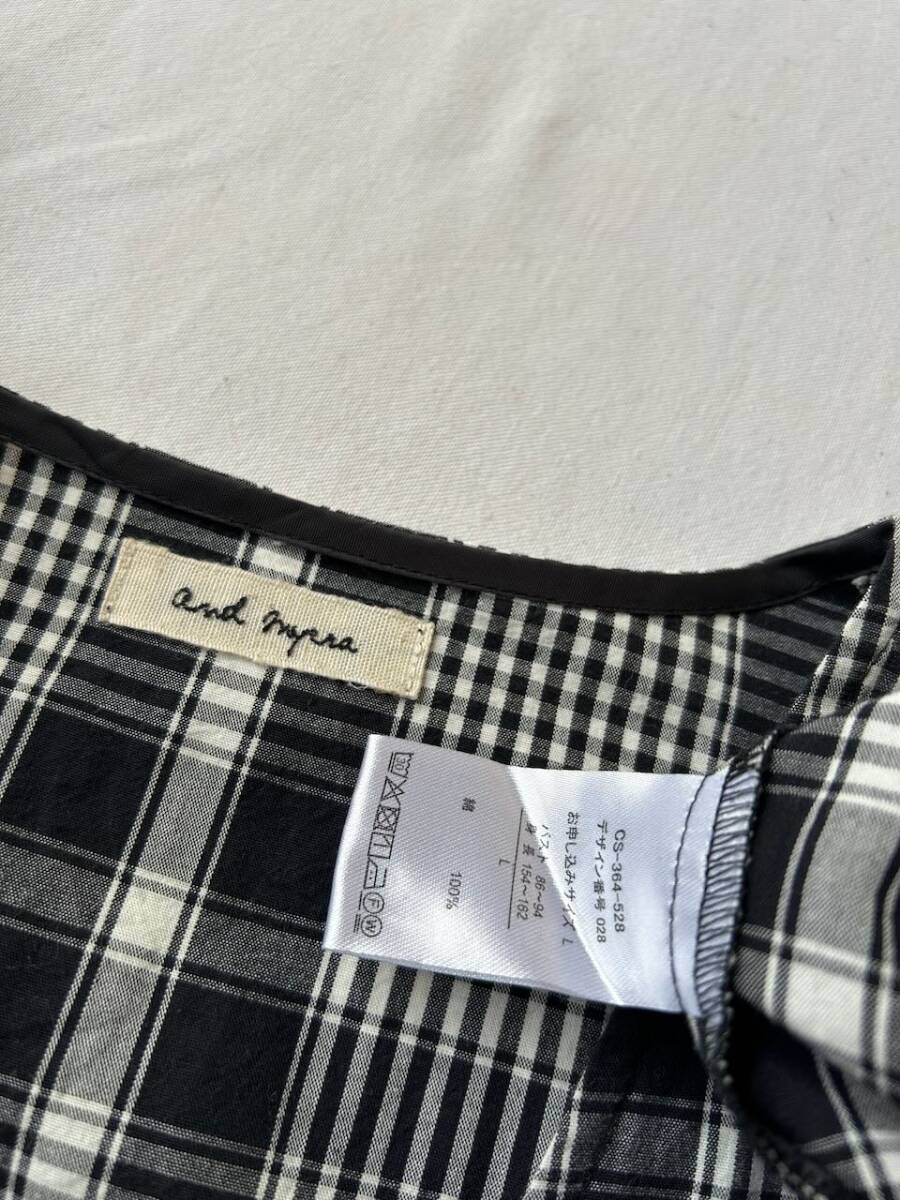 and myera
CS-364-528
デザイン番号 028
お申し込みサイズ L
バスト 86～94
身長 154～162
L
綿 100%
30
F
W